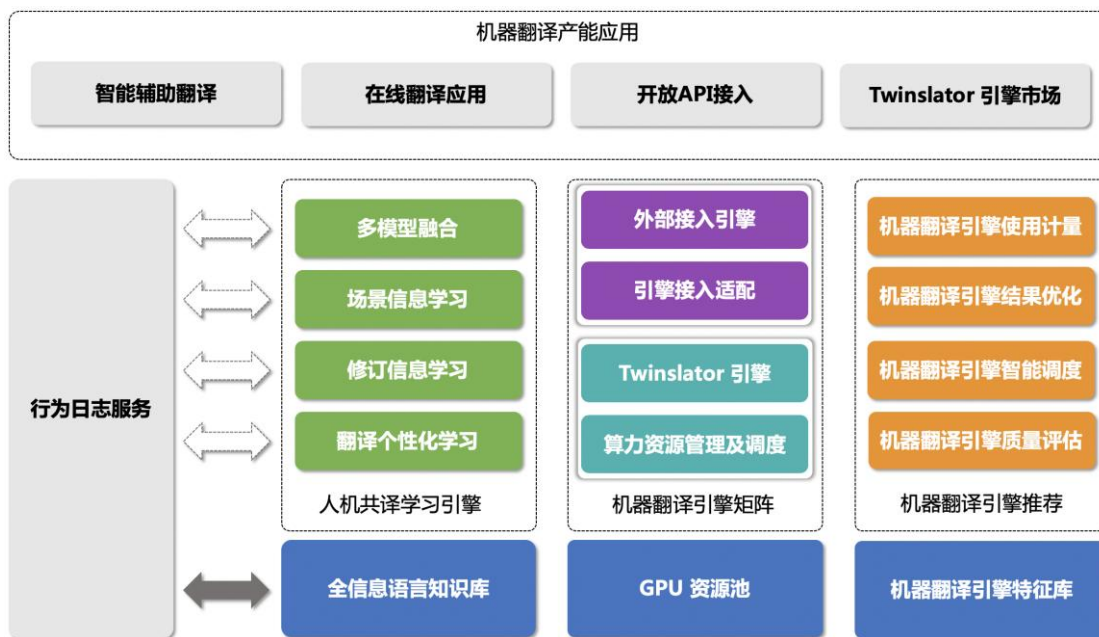 机器翻译产能应用
智能辅助翻译
在线翻译应用
开放API接入
Twinslator 引擎市场
行为日志服务
多模型融合
场景信息学习
修订信息学习
翻译个性化学习
人机共译学习引擎
外部接入引擎
引擎接入适配
Twinslator 引擎
算力资源管理及调度
机器翻译引擎矩阵
机器翻译引擎使用计量
机器翻译引擎结果优化
机器翻译引擎智能调度
机器翻译引擎质量评估
机器翻译引擎推荐
全信息语言知识库
GPU 资源池
机器翻译引擎特征库